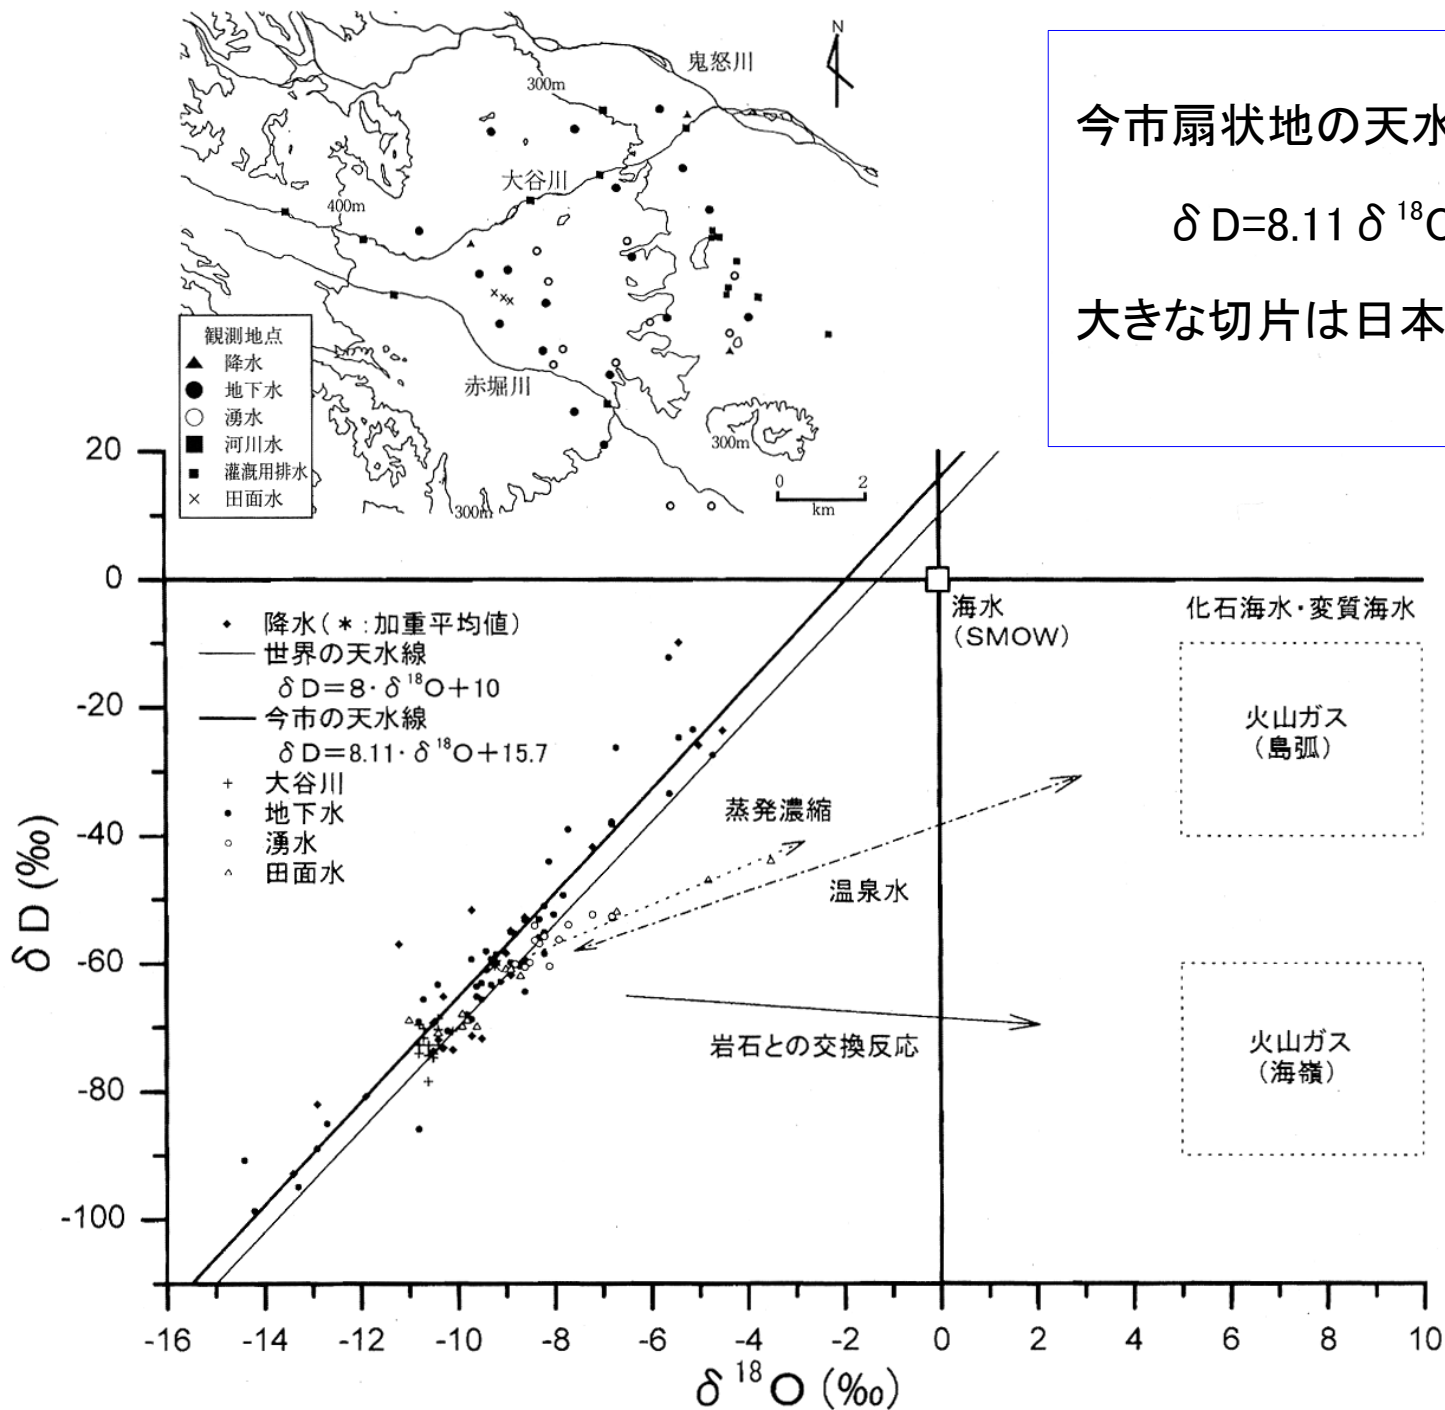 鬼怒川
N
300m
大谷川
400m
赤堀川
300m
300m
0 2
km
観測地点
▲ 降水
● 地下水
○ 湧水
■ 河川水
■ 灌漑用排水
× 田面水
今市扇状地の天水
δD=8.11δ¹⁸O
大きな切片は日本
20
0
-20
-40
-60
-80
-100
δD(‰)
降水(*:加重平均値)
世界の天水線
δD=8·δ¹⁸O+10
今市の天水線
δD=8.11·δ¹⁸O+15.7
+ 大谷川
● 地下水
○ 湧水
△ 田面水
海水
(SMOW)
化石海水・変質海水
火山ガス
(島弧)
蒸発濃縮
温泉水
岩石との交換反応
火山ガス
(海嶺)
-16 -14 -12 -10 -8 -6 -4 -2 0 2 4 6 8 10
δ¹⁸O(‰)